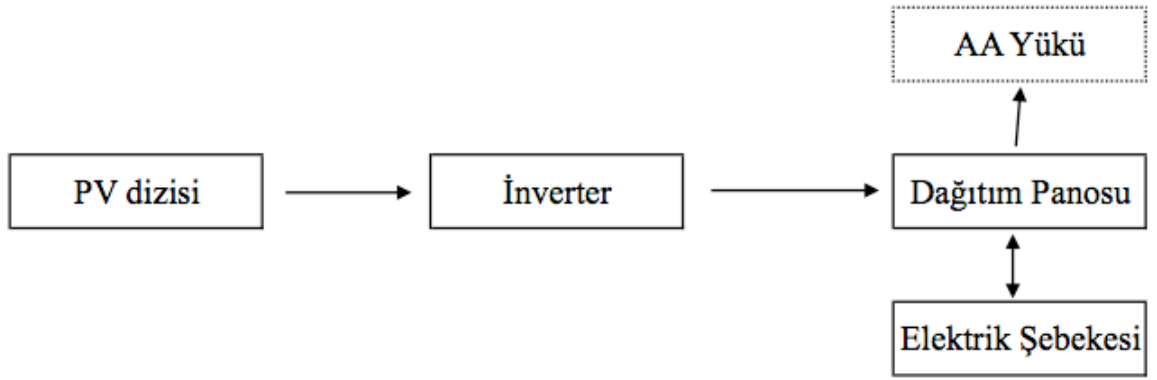 AA Yükü
PV dizisi
İnverter
Dağıtım Panosu
Elektrik Şebekesi